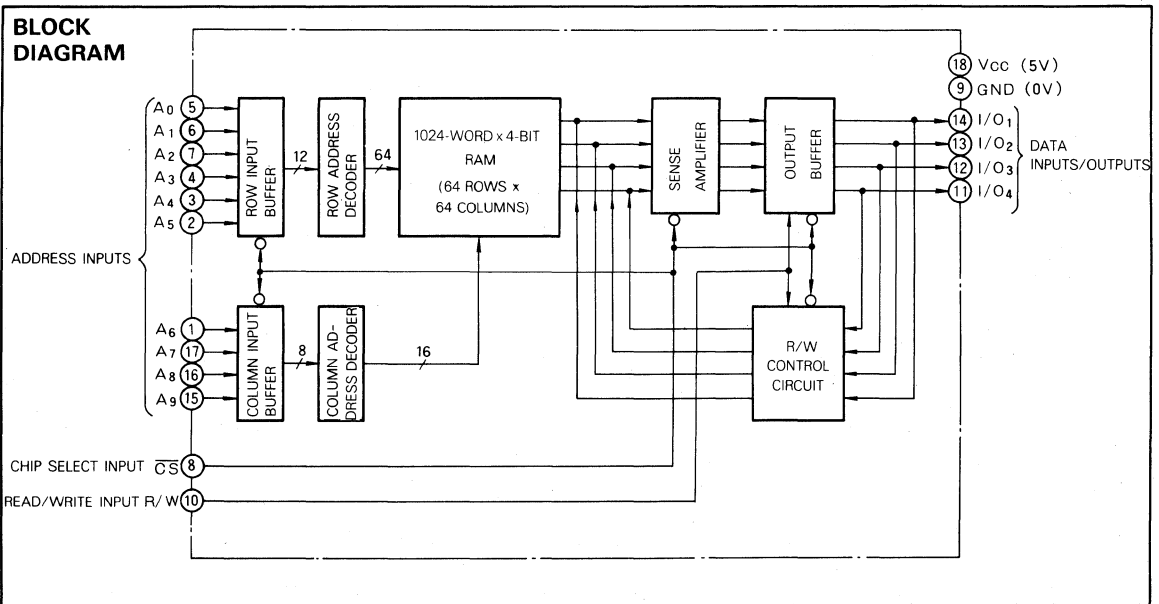 BLOCK
DIAGRAM
18 VCC (5V)
9 GND (0V)
A0 5
A1 6
A2 7
A3 4
A4 3
A5 2
ADDRESS INPUTS
A6 1
A7 17
A8 16
A9 15
ROW INPUT
BUFFER
12
ROW ADDRESS
DECODER
64
1024-WORD x 4-BIT
RAM
(64 ROWS x
64 COLUMNS)
SENSE
AMPLIFIER
OUTPUT
BUFFER
14 I/O1
13 I/O2
12 I/O3
11 I/O4
DATA
INPUTS/OUTPUTS
COLUMN INPUT
BUFFER
8
COLUMN AD-
DRESS DECODER
16
R/W
CONTROL
CIRCUIT
CHIP SELECT INPUT C̅S̅ 8
READ/WRITE INPUT R/W 10